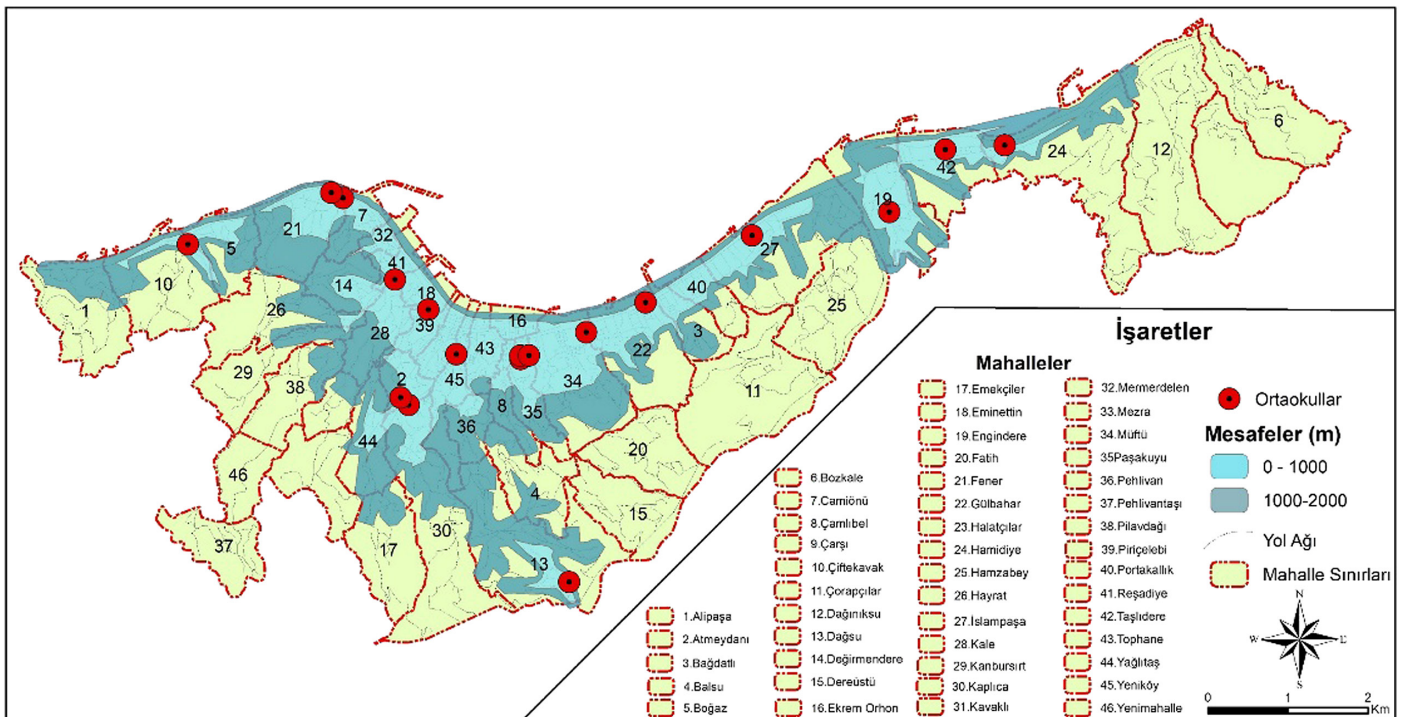 6
12
24
42
19
27
25
40
3
22
11
7
32
21
5
10
1
41
14
18
39
26
28
16
43
45
34
29
38
2
8
35
36
44
20
46
4
15
37
17
30
13
İşaretler
Mahalleler
1.Alipaşa
2.Atmeydanı
3.Bağdatlı
4.Balsu
5.Boğaz
6.Bozkale
7.Camiönü
8.Çamlıbel
9.Çarşı
10.Çiftekavak
11.Çorapçılar
12.Dağınıksu
13.Dağsu
14.Değirmendere
15.Dereüstü
16.Ekrem Orhon
17.Emekçiler
18.Eminettin
19.Engindere
20.Fatih
21.Fener
22.Gülbahar
23.Halatçılar
24.Hamidiye
25.Hamzabey
26.Hayrat
27.İslampaşa
28.Kale
29.Kanbursırt
30.Kaplıca
31.Kavaklı
32.Mermerdelen
33.Mezra
34.Müftü
35Paşakuyu
36.Pehlivan
37.Pehlivantaşı
38.Pilavdağı
39.Piriçelebi
40.Portakallık
41.Reşadiye
42.Taşlıdere
43.Tophane
44.Yağlıtaş
45.Yeniköy
46.Yenimahalle
Ortaokullar
Mesafeler (m)
0 - 1000
1000-2000
Yol Ağı
Mahalle Sınırları
N
W E
S
0 1 2
Km